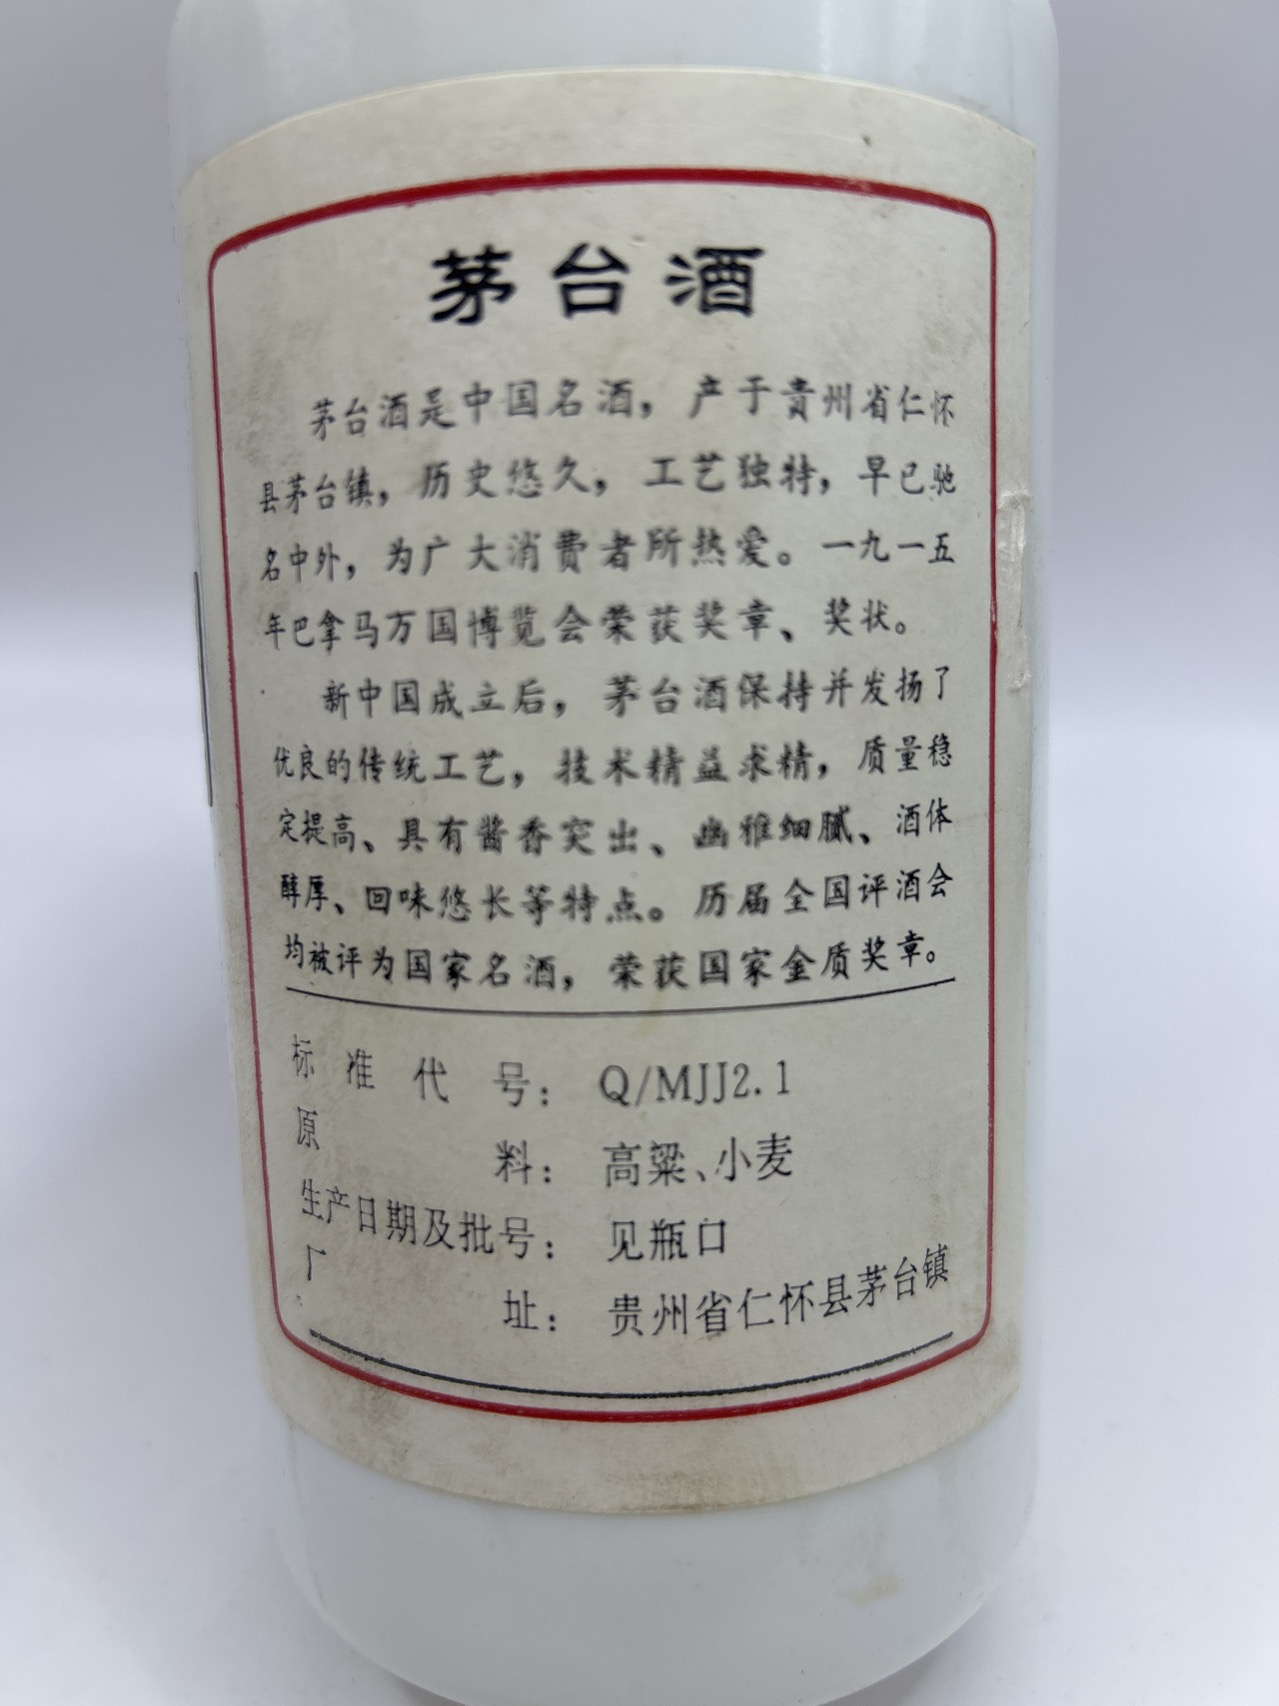 茅台酒
茅台酒是中国名酒，产于贵州省仁怀
县茅台镇，历史悠久，工艺独特，早已驰
名中外，为广大消费者所热爱。一九一五
年巴拿马万国博览会荣获奖章、奖状。
新中国成立后，茅台酒保持并发扬了
优良的传统工艺，技术精益求精，质量稳
定提高、具有酱香突出、幽雅细腻、酒体
醇厚、回味悠长等特点。历届全国评酒会
均被评为国家名酒，荣获国家金质奖章。
标准代号：Q/MJJ2.1
原料：高粱、小麦
生产日期及批号：见瓶口
厂址：贵州省仁怀县茅台镇